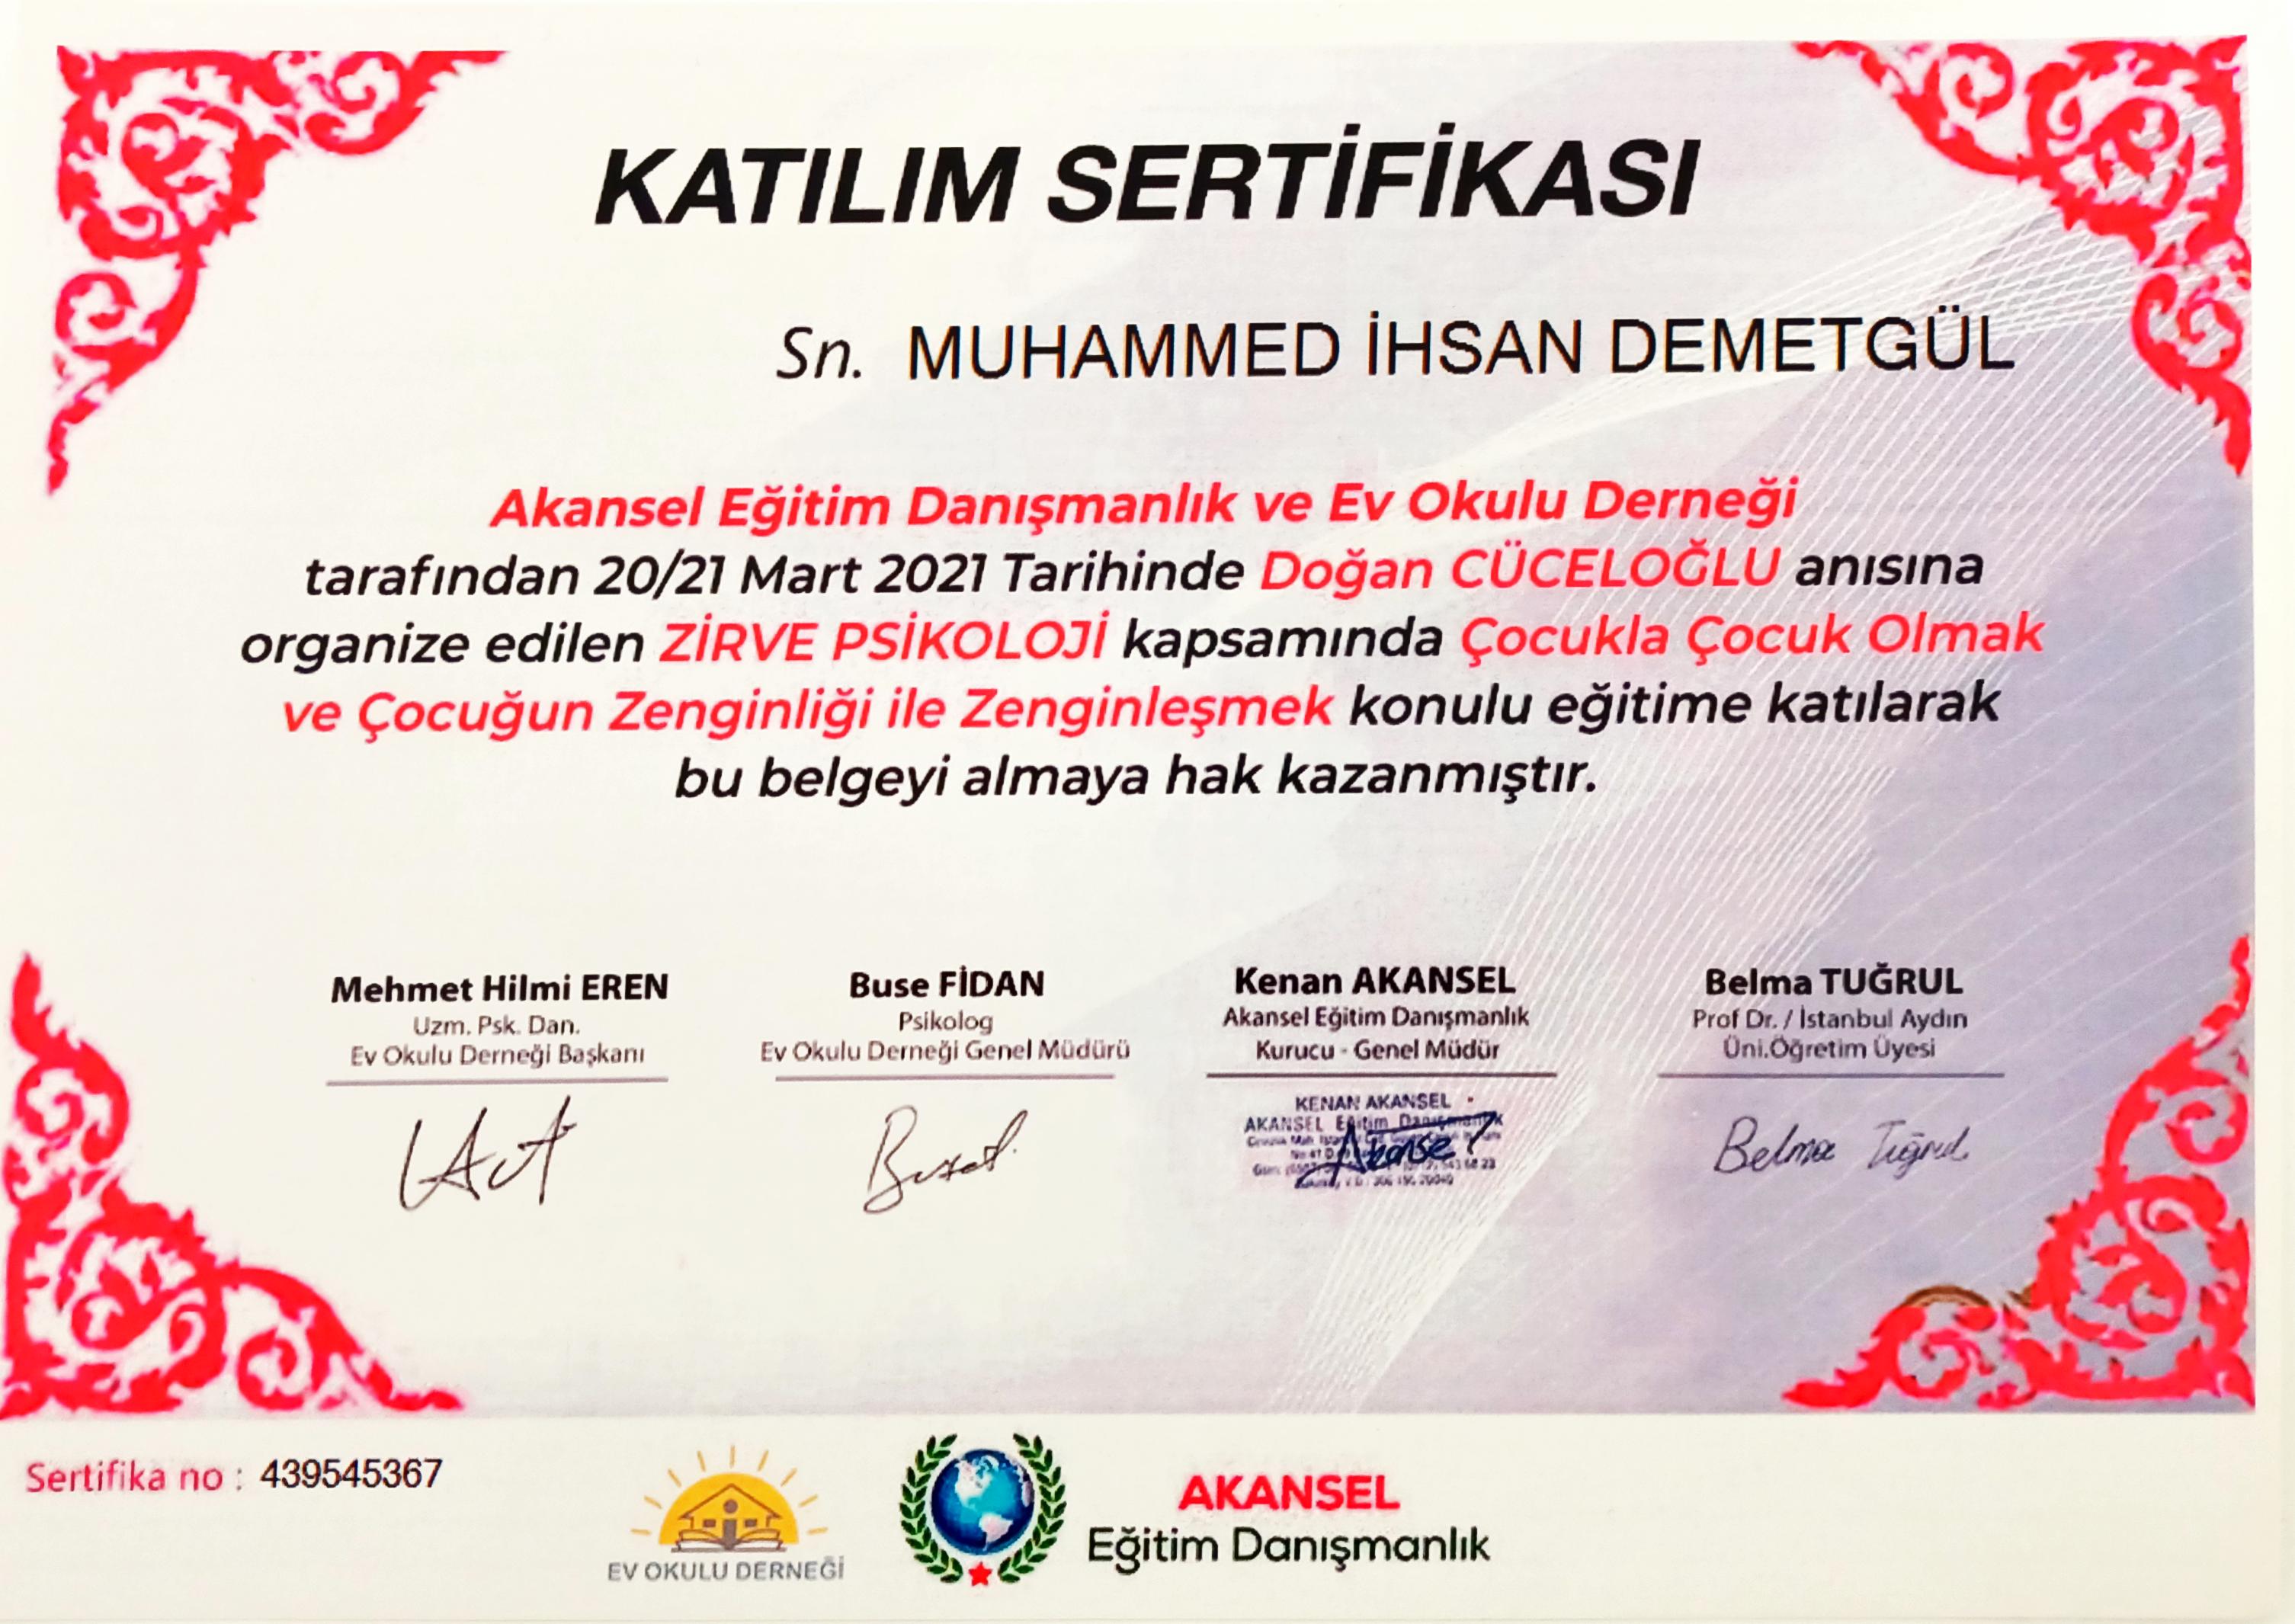 KATILIM SERTİFİKASI
Sn. MUHAMMED İHSAN DEMETGÜL
Akansel Eğitim Danışmanlık ve Ev Okulu Derneği
tarafından 20/21 Mart 2021 Tarihinde Doğan CÜCELOĞLU anısına
organize edilen ZİRVE PSİKOLOJİ kapsamında Çocukla Çocuk Olmak
ve Çocuğun Zenginliği ile Zenginleşmek konulu eğitime katılarak
bu belgeyi almaya hak kazanmıştır.
Mehmet Hilmi EREN
Uzm. Psk. Dan.
Ev Okulu Derneği Başkanı
Buse FİDAN
Psikolog
Ev Okulu Derneği Genel Müdürü
Kenan AKANSEL
Akansel Eğitim Danışmanlık
Kurucu - Genel Müdür
KENAN AKANSEL
AKANSEL Eğitim Danışmanlık
Belma TUĞRUL
Prof Dr. / İstanbul Aydın
Üni.Öğretim Üyesi
Belma Tuğrul
Sertifika no : 439545367
EV OKULU DERNEĞİ
AKANSEL
Eğitim Danışmanlık